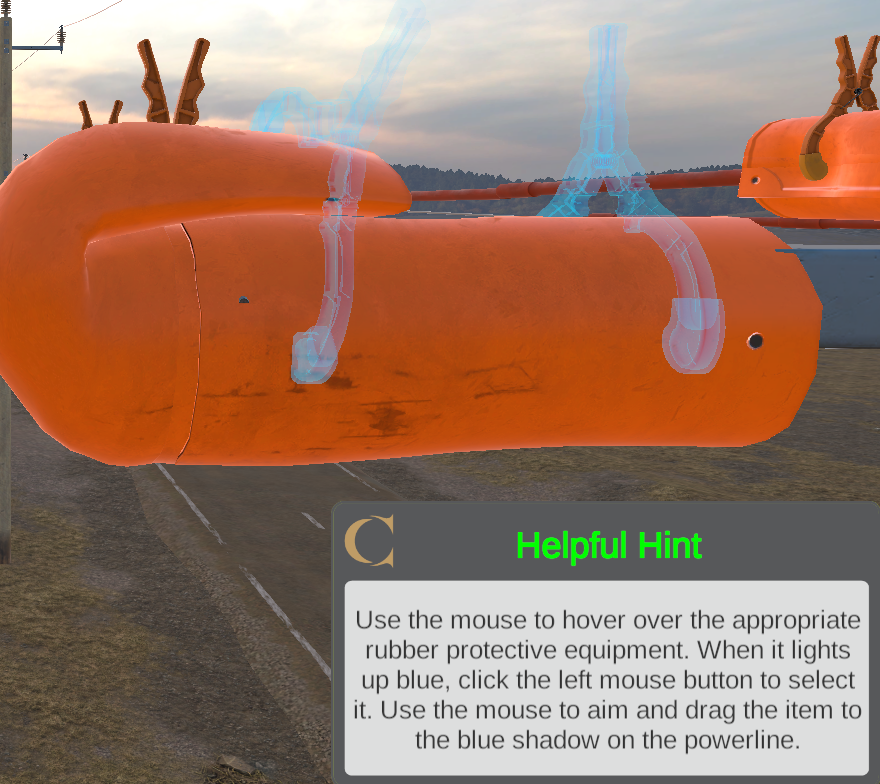 C
Helpful Hint
Use the mouse to hover over the appropriate
rubber protective equipment. When it lights
up blue, click the left mouse button to select
it. Use the mouse to aim and drag the item to
the blue shadow on the powerline.